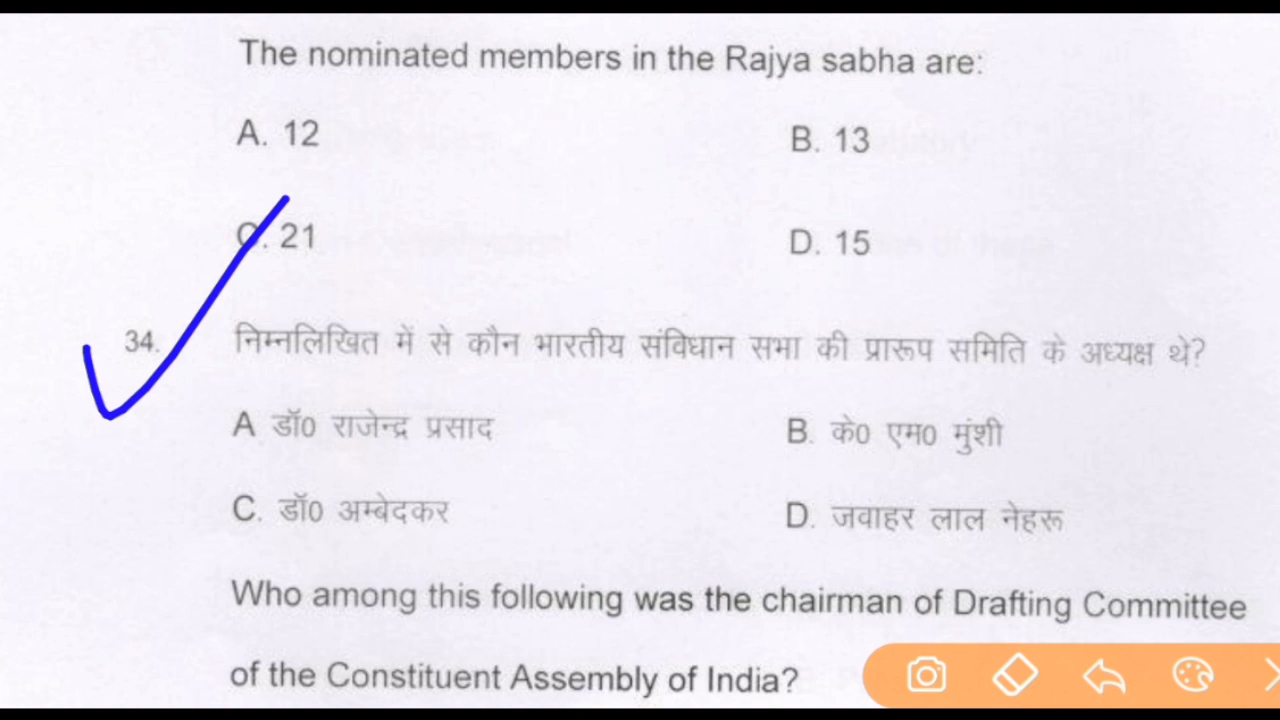 The nominated members in the Rajya sabha are:
A. 12 B. 13
C. 21 D. 15
34. निम्नलिखित में से कौन भारतीय संविधान सभा की प्रारूप समिति के अध्यक्ष थे?
A डॉ0 राजेन्द्र प्रसाद B. के0 एम0 मुंशी
C. डॉ0 अम्बेदकर D. जवाहर लाल नेहरू
Who among this following was the chairman of Drafting Committee
of the Constituent Assembly of India?